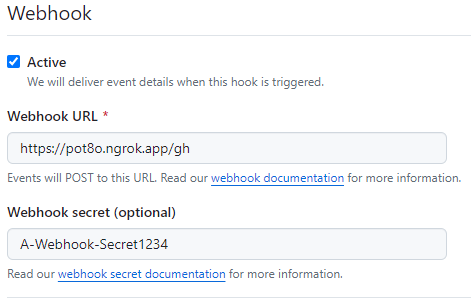 Webhook
Active
We will deliver event details when this hook is triggered.
Webhook URL *
https://pot8o.ngrok.app/gh
Events will POST to this URL. Read our webhook documentation for more information.
Webhook secret (optional)
A-Webhook-Secret1234
Read our webhook secret documentation for more information.